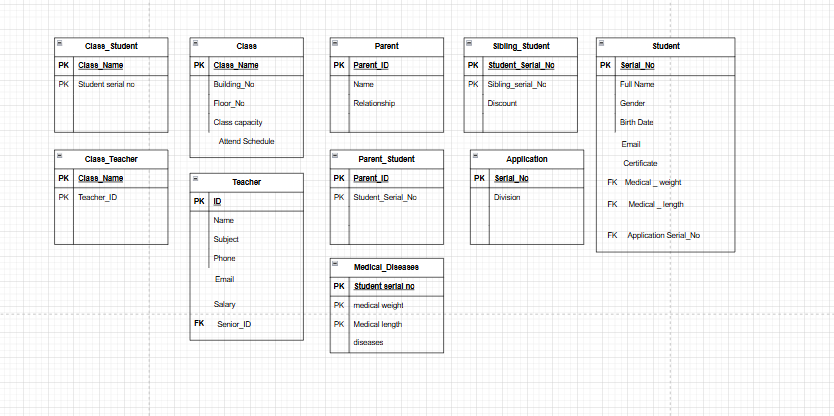 Class_Student
PK Class_Name
PK Student serial no
Class
PK Class_Name
Building_No
Floor_No
Class capacity
Attend Schedule
Parent
PK Parent_ID
Name
Relationship
Sibling_Student
PK Student_Serial_No
PK Sibling_serial_No
Discount
Student
PK Serial_No
Full Name
Gender
Birth Date
Email
Certificate
FK Medical _ weight
FK Medical _ length
FK Application Serial_No
Class_Teacher
PK Class_Name
PK Teacher_ID
Teacher
PK ID
Name
Subject
Phone
Email
Salary
FK Senior_ID
Parent_Student
PK Parent_ID
PK Student_Serial_No
Application
PK Serial_No
Division
Medical_Diseases
PK Student serial no
PK medical weight
PK Medical length
diseases